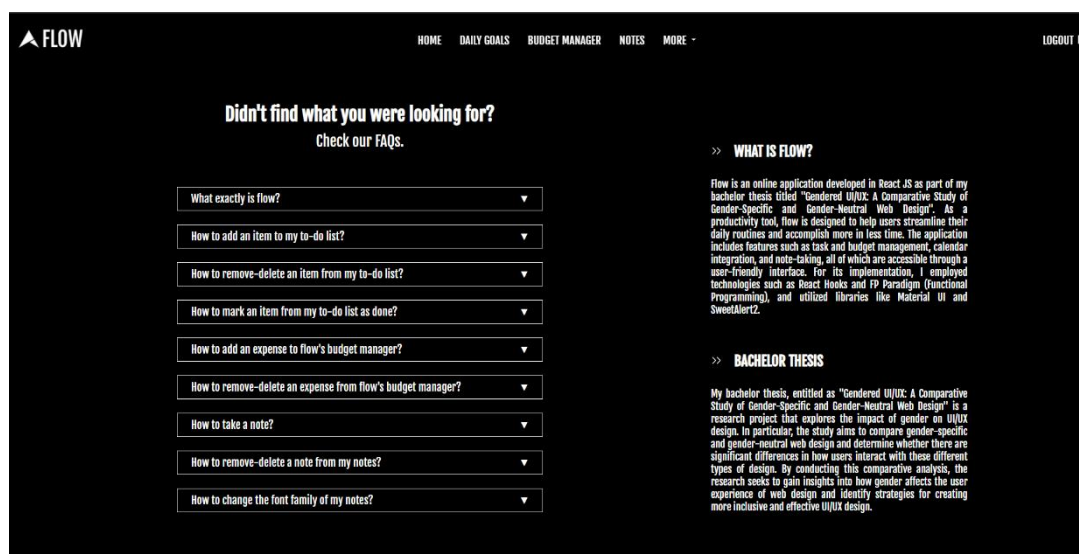 FLOW
HOME DAILY GOALS BUDGET MANAGER NOTES MORE
LOGOUT
Didn't find what you were looking for?
Check our FAQs.
What exactly is flow?
How to add an item to my to-do list?
How to remove-delete an item from my to-do list?
How to mark an item from my to-do list as done?
How to add an expense to flow's budget manager?
How to remove-delete an expense from flow's budget manager?
How to take a note?
How to remove-delete a note from my notes?
How to change the font family of my notes?
>> WHAT IS FLOW?
Flow is an online application developed in React JS as part of my
bachelor thesis titled "Gendered UI/UX: A Comparative Study of
Gender-Specific and Gender-Neutral Web Design". As a
productivity tool, flow is designed to help users streamline their
daily routines and accomplish more in less time. The application
includes features such as task and budget management, calendar
integration, and note-taking, all of which are accessible through a
user-friendly interface. For its implementation, I employed
technologies such as React Hooks and FP Paradigm (Functional
Programming), and utilized libraries like Material UI and
SweetAlert2.
>> BACHELOR THESIS
My bachelor thesis, entitled as "Gendered UI/UX: A Comparative
Study of Gender-Specific and Gender-Neutral Web Design" is a
research project that explores the impact of gender on UI/UX
design. In particular, the study aims to compare gender-specific
and gender-neutral web design and determine whether there are
significant differences in how users interact with these different
types of design. By conducting this comparative analysis, the
research seeks to gain insights into how gender affects the user
experience of web design and identify strategies for creating
more inclusive and effective UI/UX design.